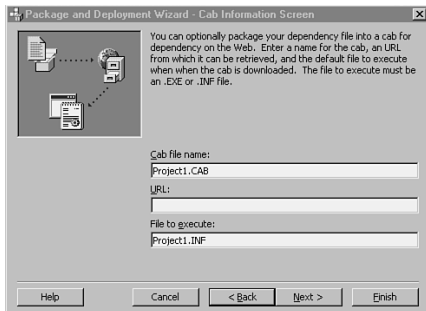 Package and Deployment Wizard - Cab Information Screen
You can optionally package your dependency file into a cab for
dependency on the Web. Enter a name for the cab, an URL
from which it can be retrieved, and the default file to execute
when when the cab is downloaded. The file to execute must be
an .EXE or .INF file.
Cab file name:
Project1.CAB
URL:
File to execute:
Project1.INF
Help
Cancel
< Back
Next >
Finish